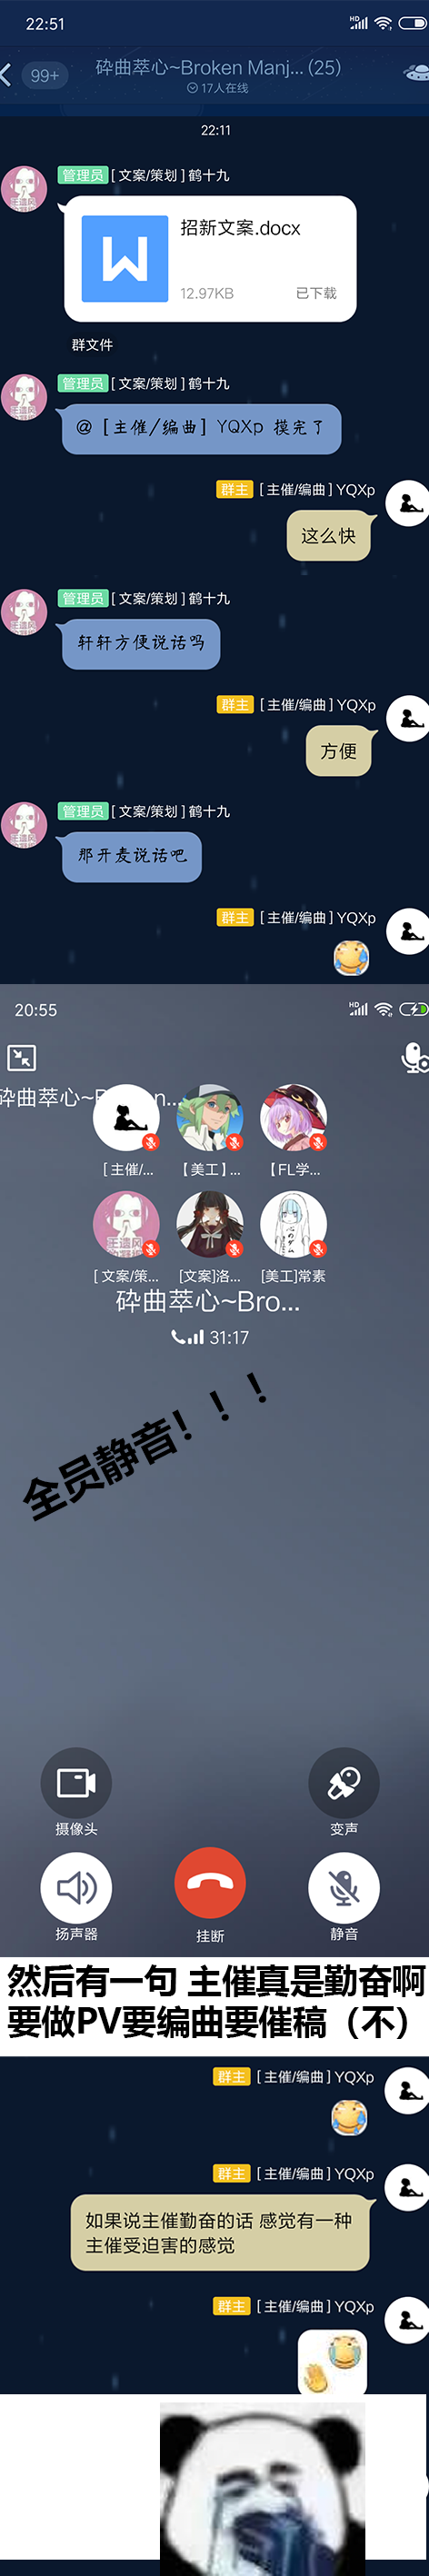 22:51
HD
99+
砕曲萃心~Broken Manj... (25)
17人在线
22:11
管理员 [ 文案/策划 ] 鹤十九
招新文案.docx
12.97KB 已下载
群文件
管理员 [ 文案/策划 ] 鹤十九
@ [主催/编曲] YQXp 摸完了
群主 [主催/编曲] YQXp
这么快
管理员 [ 文案/策划 ] 鹤十九
轩轩方便说话吗
群主 [主催/编曲] YQXp
方便
管理员 [ 文案/策划 ] 鹤十九
那开麦说话吧
群主 [主催/编曲] YQXp
20:55
HD
砕曲萃心~B
n...
[主催/... 【美工】... 【FL学...
[ 文案/策... [文案]洛... [美工]常素
砕曲萃心~Bro...
31:17
全员静音！！！
摄像头 变声
扬声器 挂断 静音
然后有一句 主催真是勤奋啊
要做PV要编曲要催稿（不）
群主 [主催/编曲] YQXp
群主 [主催/编曲] YQXp
如果说主催勤奋的话 感觉有一种
主催受迫害的感觉
群主 [主催/编曲] YQXp